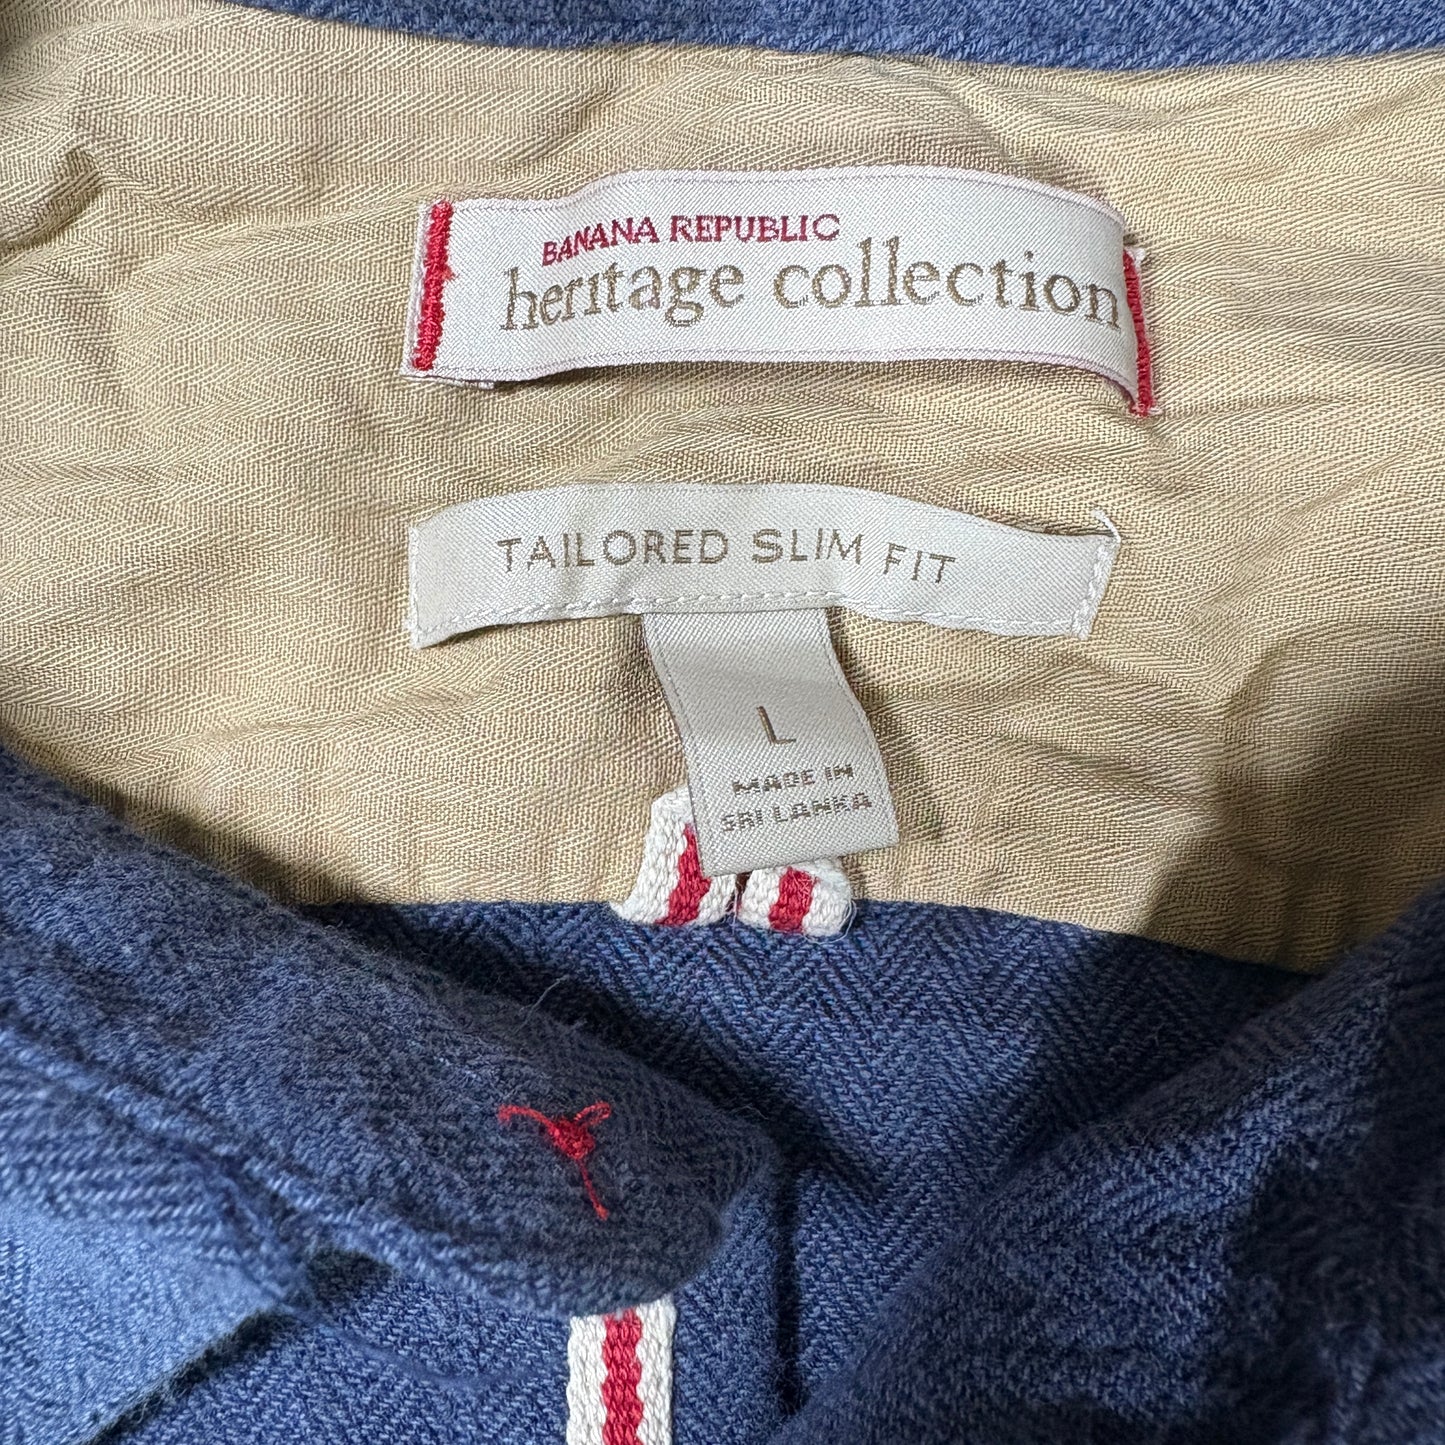 BANANA REPUBLIC
heritage collection
TAILORED SLIM FIT
L
MADE IN
SRI LANKA